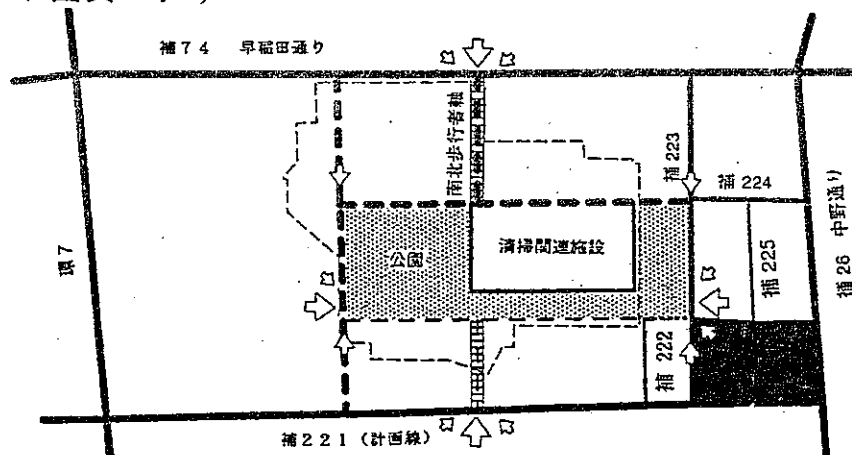 補74 早稲田通り
南北歩行者軸
補223
補224
環7
公園
清掃関連施設
補225
補26 中野通り
補222
補221(計画線)